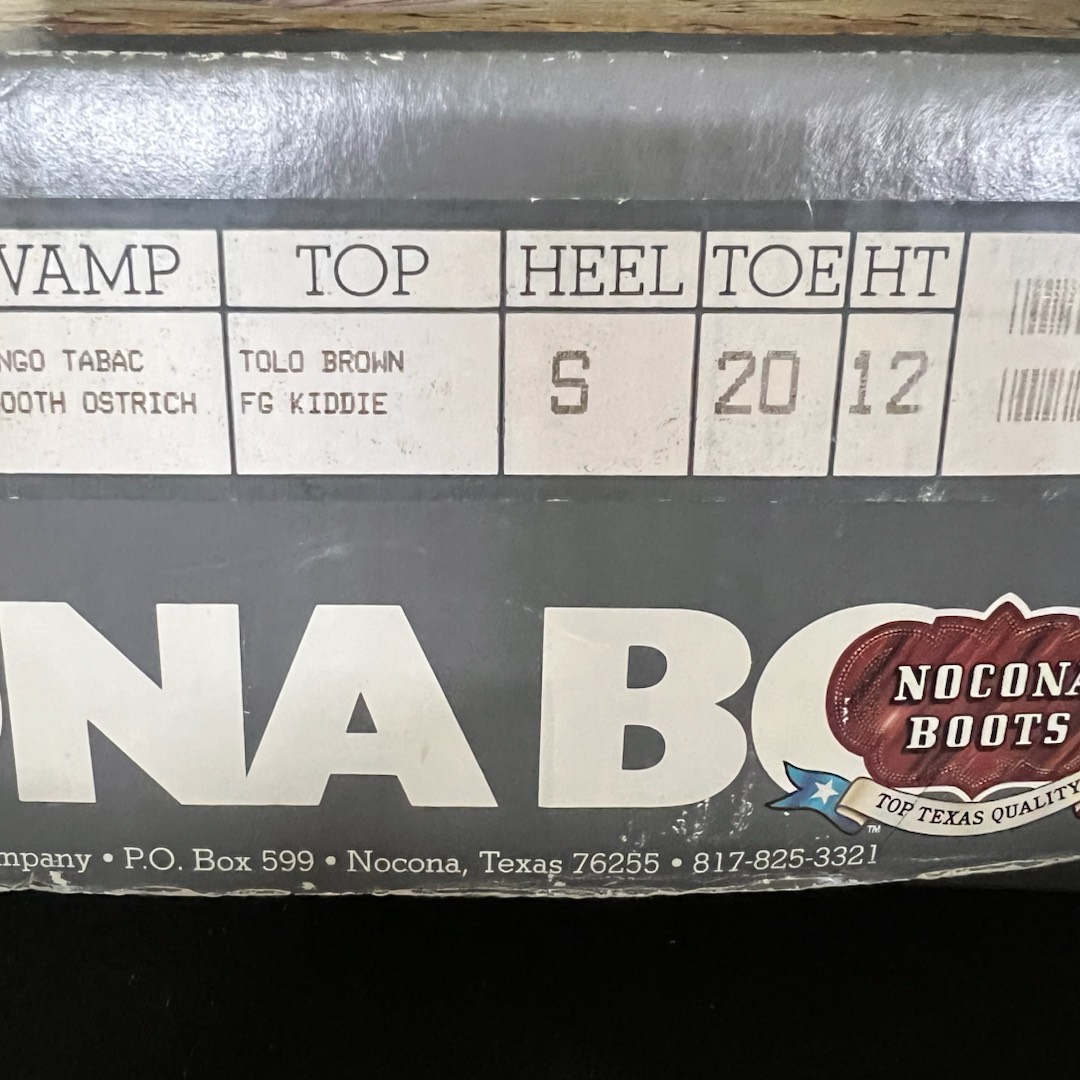 VAMP TOP HEEL TOE HT
NGO TABAC TOLO BROWN S 20 12
OOTH OSTRICH FG KIDDIE
NA BO
NOCONA
BOOTS
TOP TEXAS QUALITY
TM
mpany • P.O. Box 599 • Nocona, Texas 76255 • 817-825-3321